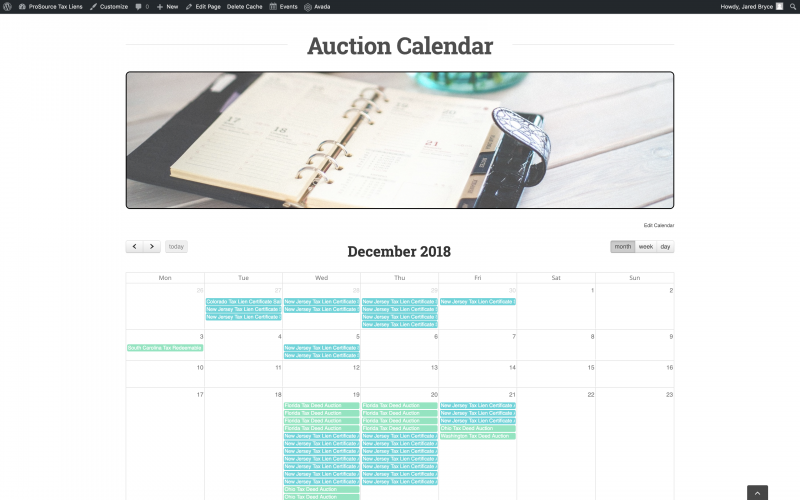 ProSource Tax Liens Customize 0 New Edit Page Delete Cache Events Avada Howdy, Jared Bryce
Auction Calendar
17
18
21
Edit Calendar
today
December 2018
month week day
Mon Tue Wed Thu Fri Sat Sun
26 27 28 29 30 1 2
Colorado Tax Lien Certificate New Jersey Tax Lien Certificate New Jersey Tax Lien Certificate New Jersey Tax Lien Certificate
New Jersey Tax Lien Certificate New Jersey Tax Lien Certificate New Jersey Tax Lien Certificate
New Jersey Tax Lien Certificate New Jersey Tax Lien Certificate
New Jersey Tax Lien Certificate
3 4 5 6 7 8 9
South Carolina Tax Redeemable New Jersey Tax Lien Certificate
New Jersey Tax Lien Certificate
10 11 12 13 14 15 16
17 18 19 20 21 22 23
Florida Tax Deed Auction Florida Tax Deed Auction New Jersey Tax Lien Certificate
Florida Tax Deed Auction Florida Tax Deed Auction New Jersey Tax Lien Certificate
Florida Tax Deed Auction Florida Tax Deed Auction New Jersey Tax Lien Certificate
Florida Tax Deed Auction Florida Tax Deed Auction Ohio Tax Deed Auction
New Jersey Tax Lien Certificate New Jersey Tax Lien Certificate Washington Tax Deed Auction
New Jersey Tax Lien Certificate New Jersey Tax Lien Certificate
New Jersey Tax Lien Certificate New Jersey Tax Lien Certificate
New Jersey Tax Lien Certificate New Jersey Tax Lien Certificate
New Jersey Tax Lien Certificate New Jersey Tax Lien Certificate
New Jersey Tax Lien Certificate New Jersey Tax Lien Certificate
New Jersey Tax Lien Certificate New Jersey Tax Lien Certificate
Ohio Tax Deed Auction
Ohio Tax Deed Auction